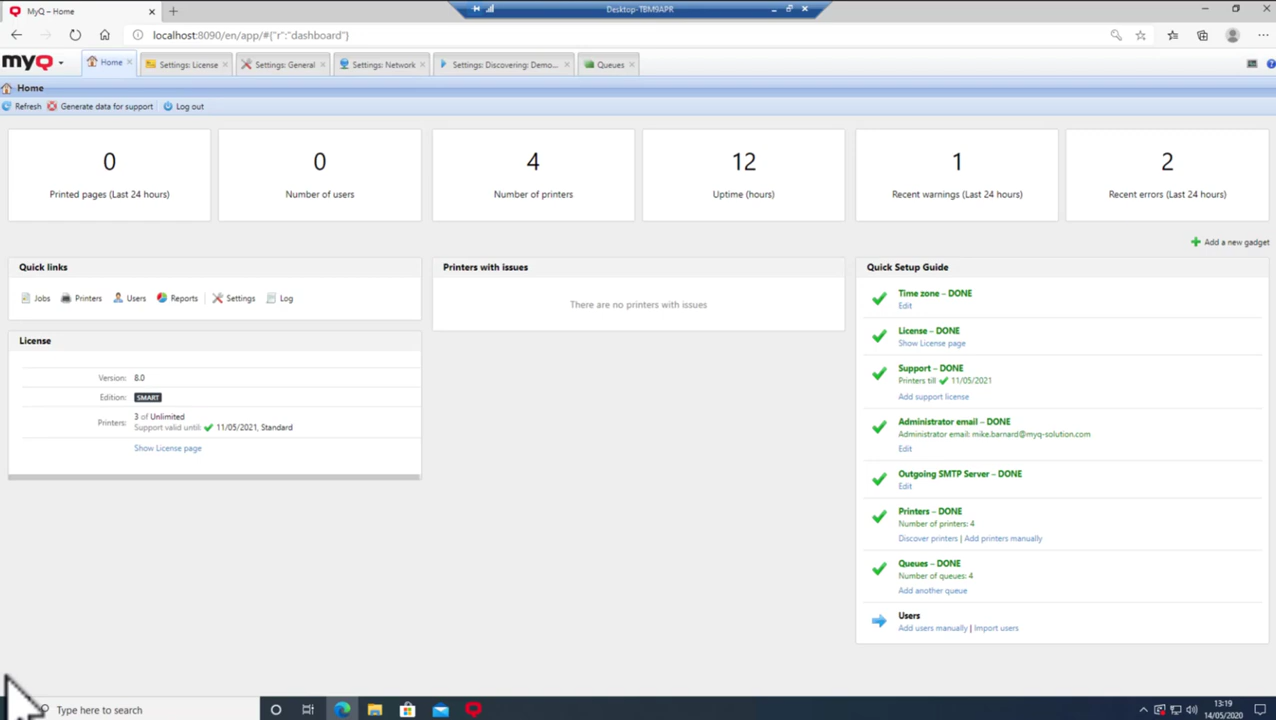 MyQ – Home
Desktop-TBM9APR
localhost:8090/en/app/#{"r":"dashboard"}
myQ
Home
Settings: License
Settings: General
Settings: Network
Settings: Discovering: Demo...
Queues
Home
Refresh
Generate data for support
Log out
0
0
4
12
1
2
Printed pages (Last 24 hours)
Number of users
Number of printers
Uptime (hours)
Recent warnings (Last 24 hours)
Recent errors (Last 24 hours)
Add a new gadget
Quick links
Jobs
Printers
Users
Reports
Settings
Log
License
Version: 8.0
Edition: SMART
Printers: 3 of Unlimited
Support valid until: 11/05/2021, Standard
Show License page
Printers with issues
There are no printers with issues
Quick Setup Guide
Time zone – DONE
Edit
License – DONE
Show License page
Support – DONE
Printers till 11/05/2021
Add support license
Administrator email – DONE
Administrator email: mike.barnard@myq-solution.com
Edit
Outgoing SMTP Server – DONE
Edit
Printers – DONE
Number of printers: 4
Discover printers | Add printers manually
Queues – DONE
Number of queues: 4
Add another queue
Users
Add users manually | Import users
Type here to search
13:19
14/05/2020